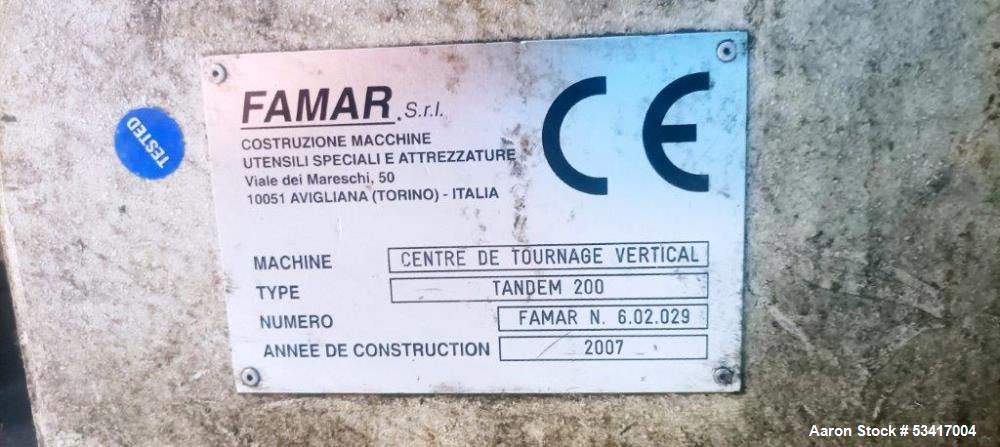 FAMAR S.r.l.
COSTRUZIONE MACCHINE
UTENSILI SPECIALI E ATTREZZATURE
Viale dei Mareschi, 50
10051 AVIGLIANA (TORINO) - ITALIA
CE
TESTED
MACHINE CENTRE DE TOURNAGE VERTICAL
TYPE TANDEM 200
NUMERO FAMAR N. 6.02.029
ANNEE DE CONSTRUCTION 2007
Aaron Stock # 53417004